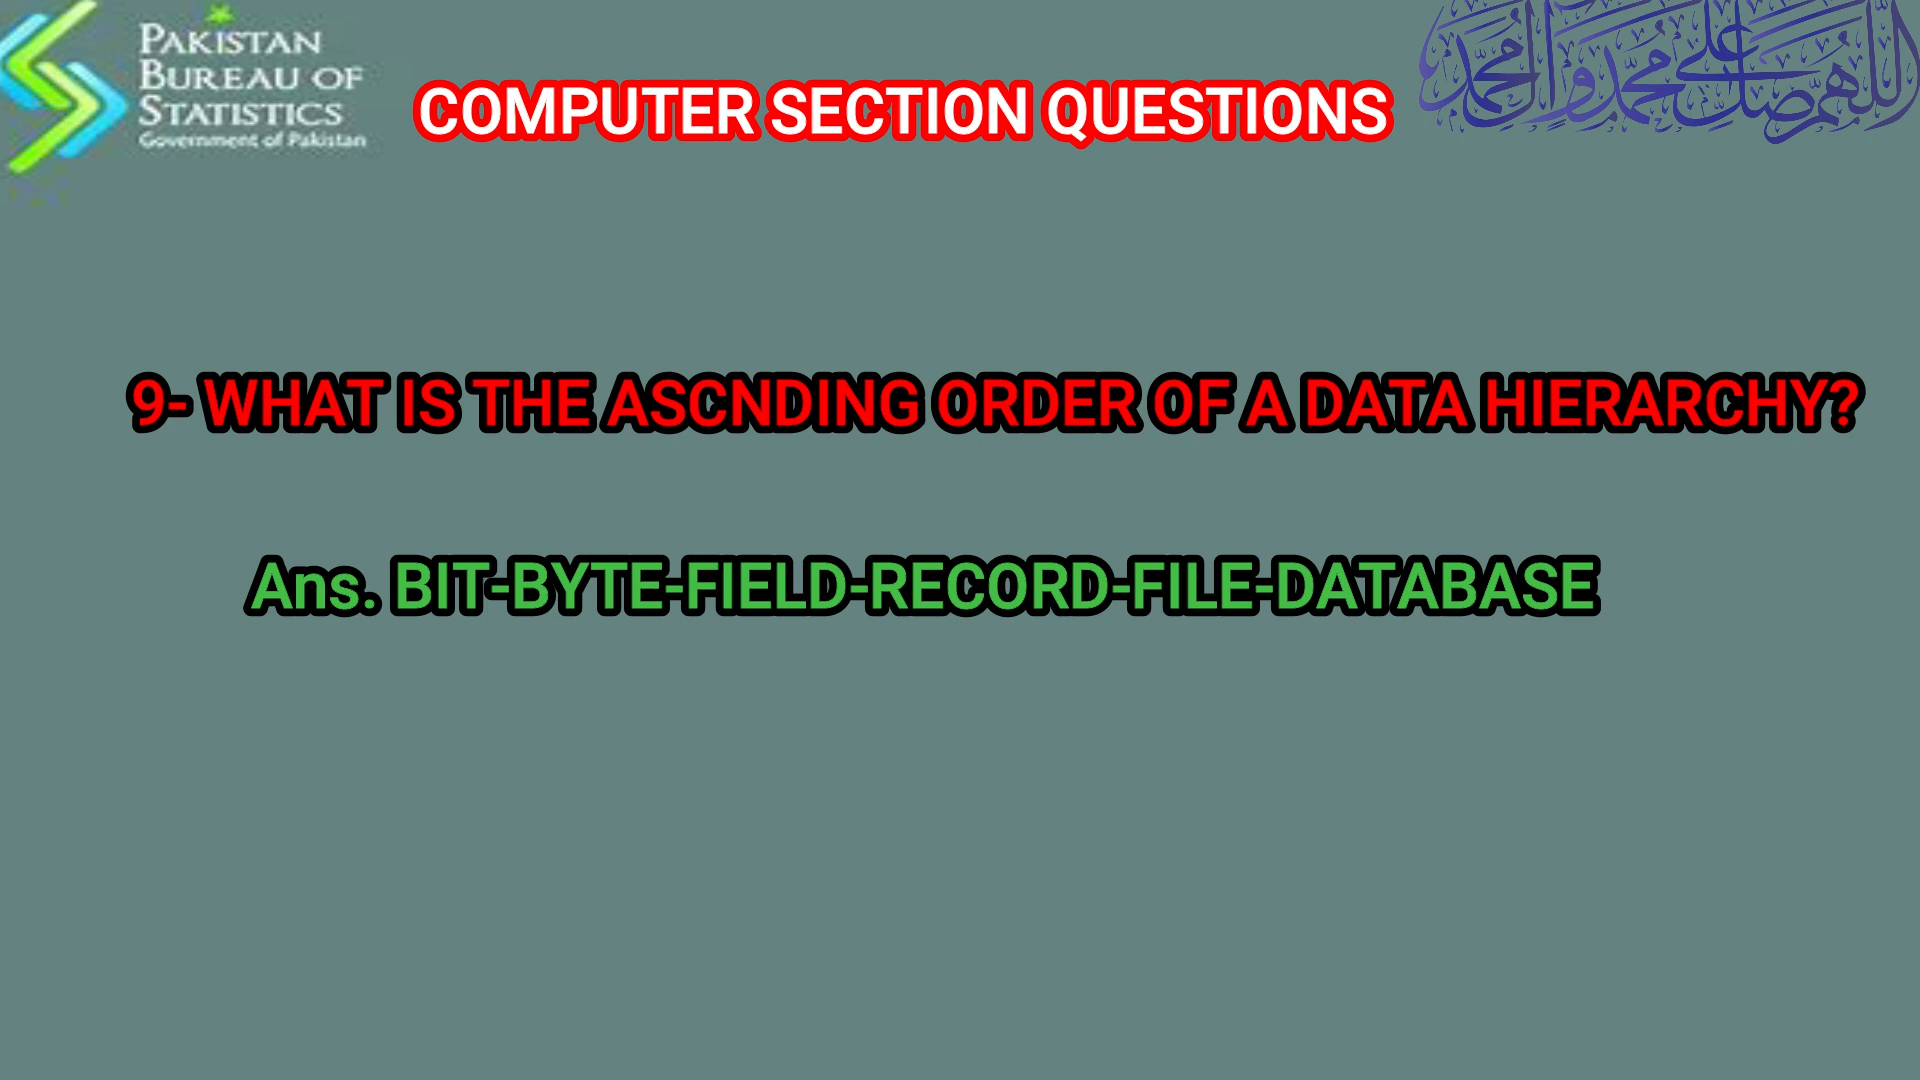 PAKISTAN
BUREAU OF
STATISTICS
Government of Pakistan
COMPUTER SECTION QUESTIONS
اللهم صل على محمد وآل محمد
9- WHAT IS THE ASCNDING ORDER OF A DATA HIERARCHY?
Ans. BIT-BYTE-FIELD-RECORD-FILE-DATABASE